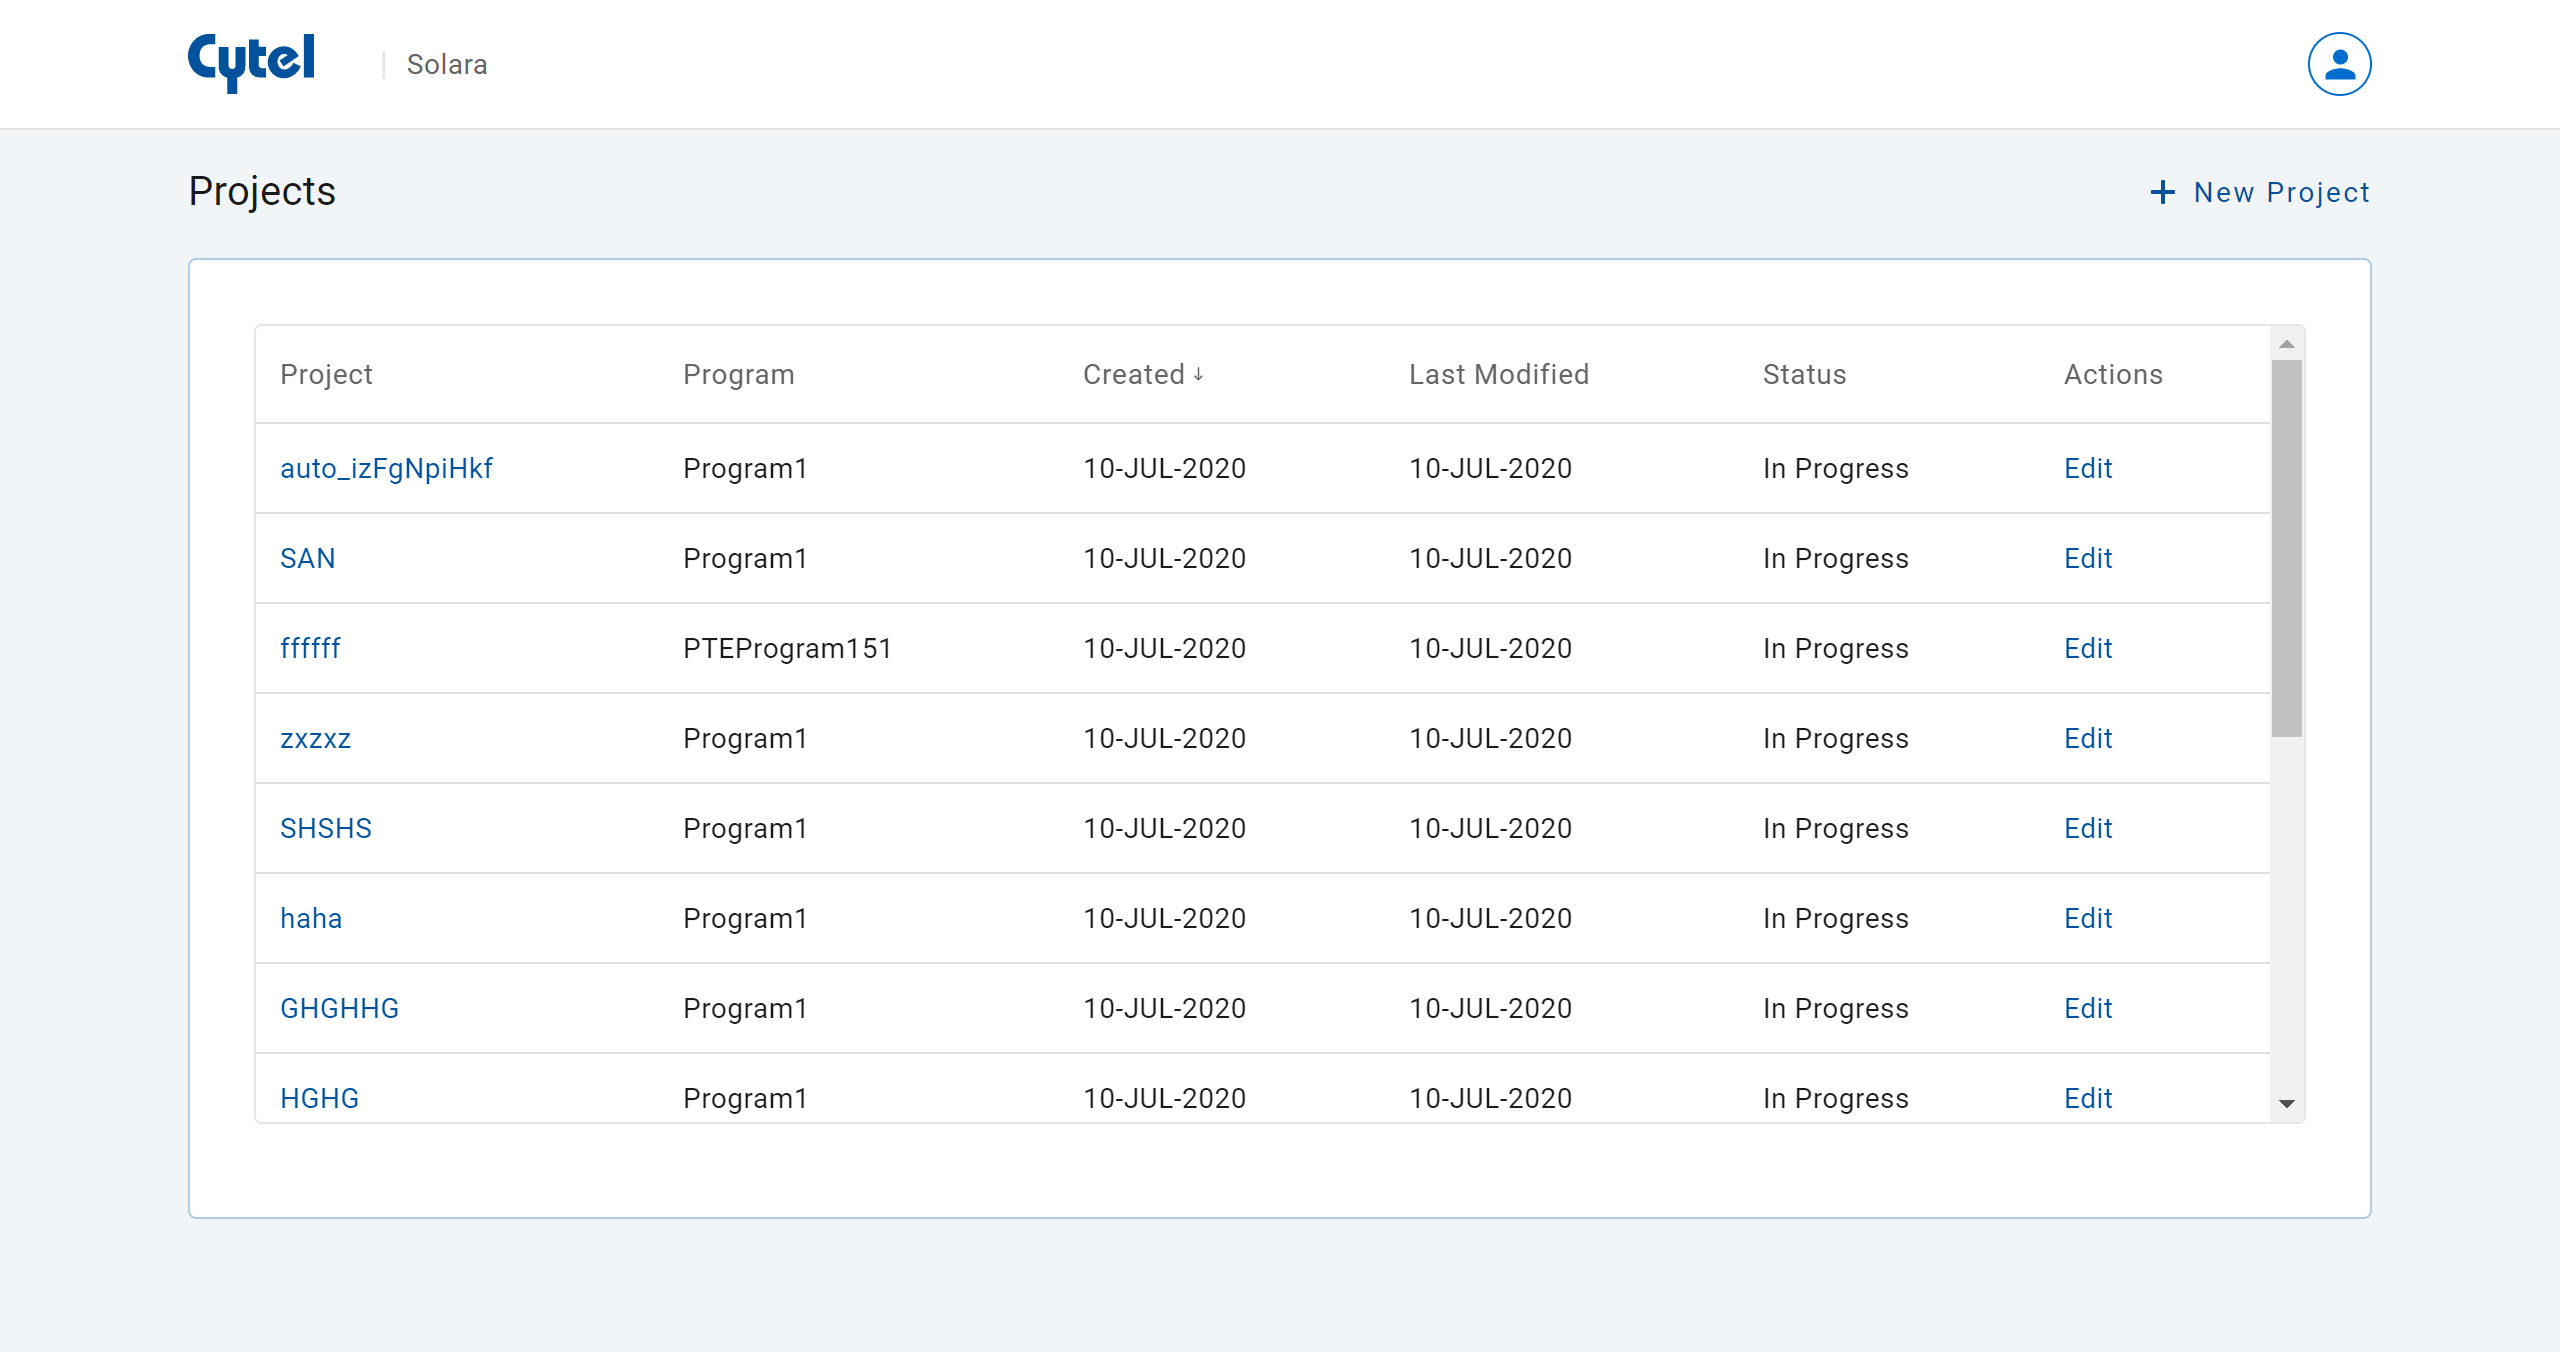 Cytel | Solara
Projects
+ New Project
Project Program Created ↓ Last Modified Status Actions
auto_izFgNpiHkf Program1 10-JUL-2020 10-JUL-2020 In Progress Edit
SAN Program1 10-JUL-2020 10-JUL-2020 In Progress Edit
ffffff PTEProgram151 10-JUL-2020 10-JUL-2020 In Progress Edit
zxzxz Program1 10-JUL-2020 10-JUL-2020 In Progress Edit
SHSHS Program1 10-JUL-2020 10-JUL-2020 In Progress Edit
haha Program1 10-JUL-2020 10-JUL-2020 In Progress Edit
GHGHHG Program1 10-JUL-2020 10-JUL-2020 In Progress Edit
HGHG Program1 10-JUL-2020 10-JUL-2020 In Progress Edit